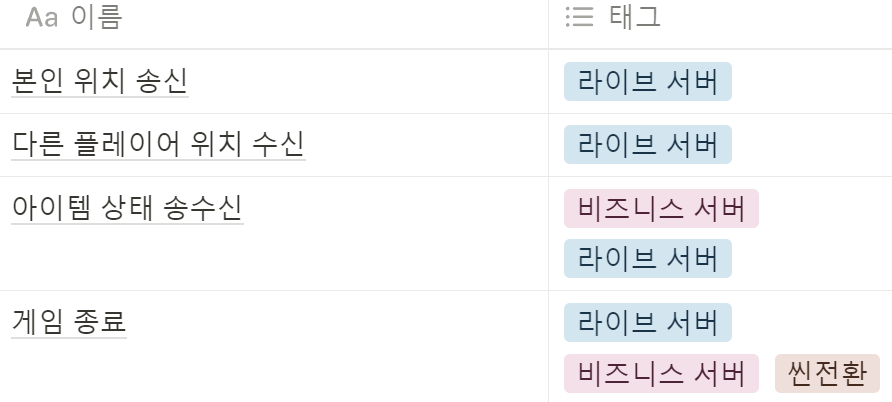 Aa 이름 태그
본인 위치 송신 라이브 서버
다른 플레이어 위치 수신 라이브 서버
아이템 상태 송수신 비즈니스 서버
라이브 서버
게임 종료 라이브 서버
비즈니스 서버 씬전환